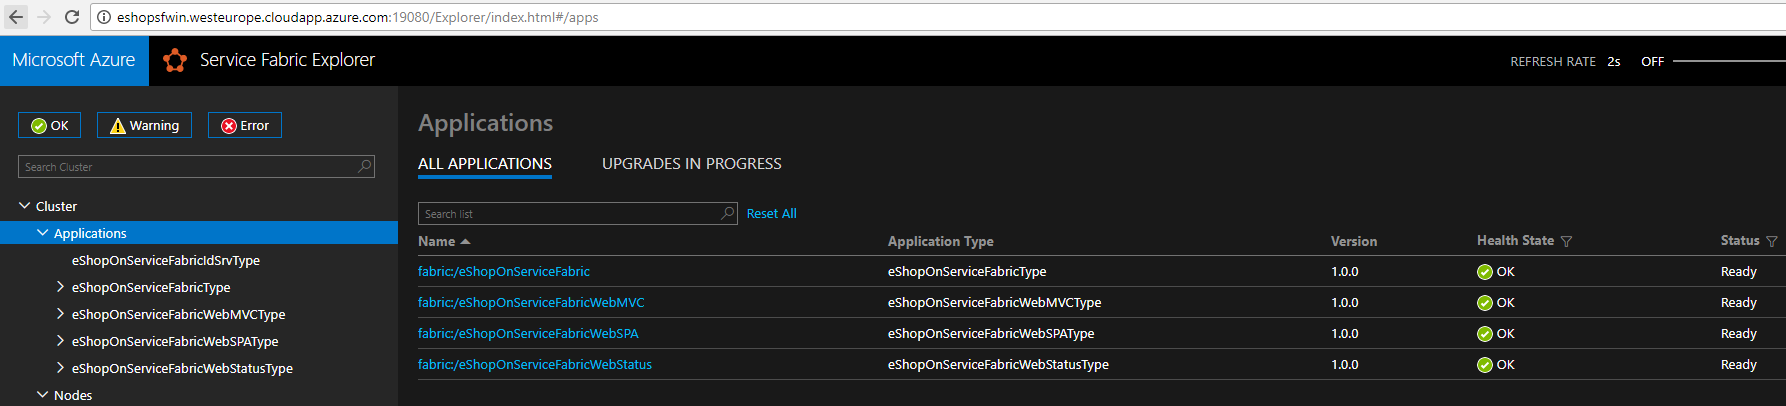 eshopsfwin.westeurope.cloudapp.azure.com:19080/Explorer/index.html#/apps
Microsoft Azure Service Fabric Explorer REFRESH RATE 2s OFF
OK Warning Error
Search Cluster
Cluster
Applications
eShopOnServiceFabricIdSrvType
eShopOnServiceFabricType
eShopOnServiceFabricWebMVCType
eShopOnServiceFabricWebSPAType
eShopOnServiceFabricWebStatusType
Nodes
Applications
ALL APPLICATIONS UPGRADES IN PROGRESS
Search list Reset All
Name Application Type Version Health State Status
fabric:/eShopOnServiceFabric eShopOnServiceFabricType 1.0.0 OK Ready
fabric:/eShopOnServiceFabricWebMVC eShopOnServiceFabricWebMVCType 1.0.0 OK Ready
fabric:/eShopOnServiceFabricWebSPA eShopOnServiceFabricWebSPAType 1.0.0 OK Ready
fabric:/eShopOnServiceFabricWebStatus eShopOnServiceFabricWebStatusType 1.0.0 OK Ready